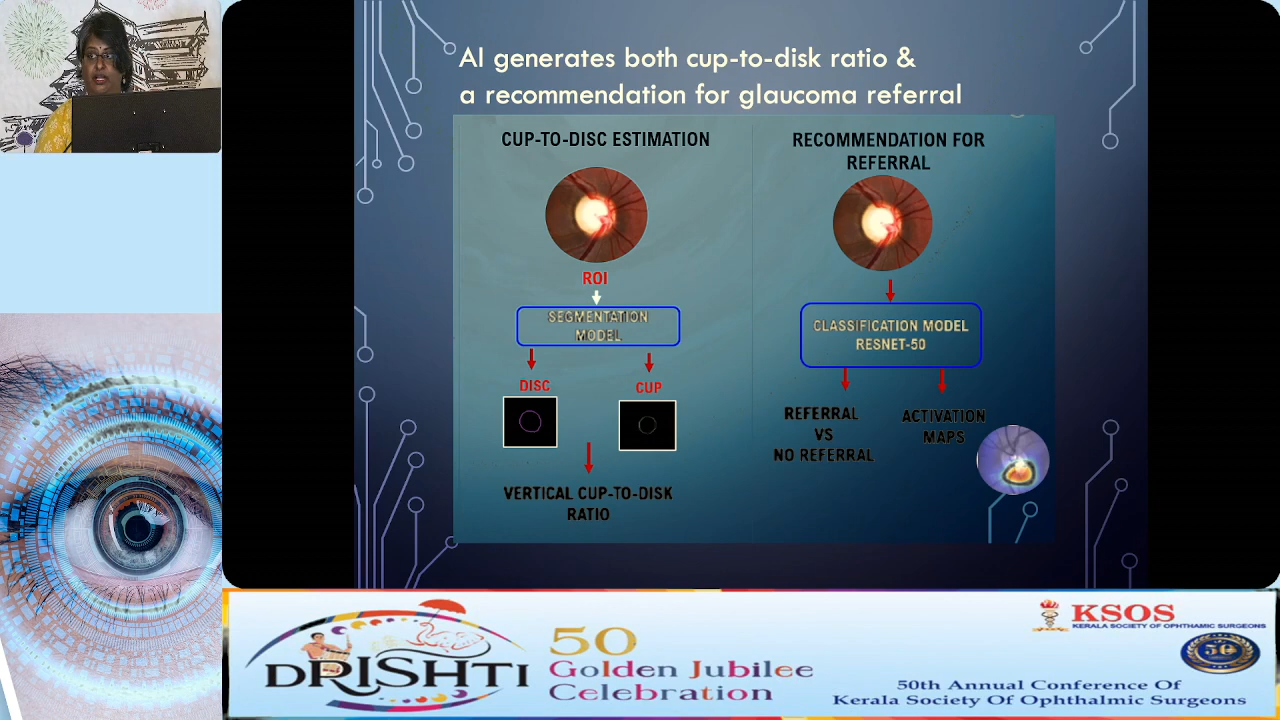 AI generates both cup-to-disk ratio &
a recommendation for glaucoma referral
CUP-TO-DISC ESTIMATION
ROI
SEGMENTATION
MODEL
DISC
CUP
VERTICAL CUP-TO-DISK
RATIO
RECOMMENDATION FOR
REFERRAL
CLASSIFICATION MODEL
RESNET-50
REFERRAL
VS
NO REFERRAL
ACTIVATION
MAPS
DRISHTI
50
Golden Jubilee
Celebration
KSOS
KERALA SOCIETY OF OPHTHAMIC SURGEONS
50
50th Annual Conference Of
Kerala Society Of Ophthalmic Surgeons